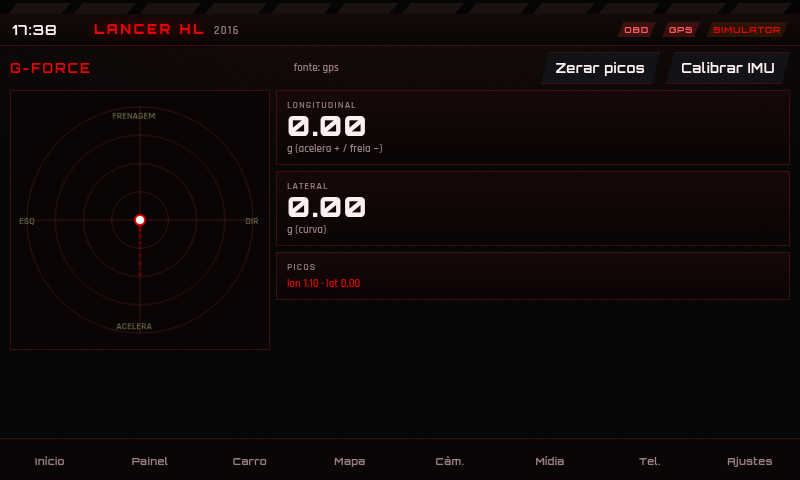 17:38
LANCER HL 2016
OBD GPS SIMULATOR
G-FORCE
fonte: gps
Zerar picos
Calibrar IMU
FRENAGEM
ESQ
DIR
ACELERA
LONGITUDINAL
0.00
g (acelera + / freia −)
LATERAL
0.00
g (curva)
PICOS
lon 1.10 · lat 0.00
Início Painel Carro Mapa Câm. Mídia Tel. Ajustes